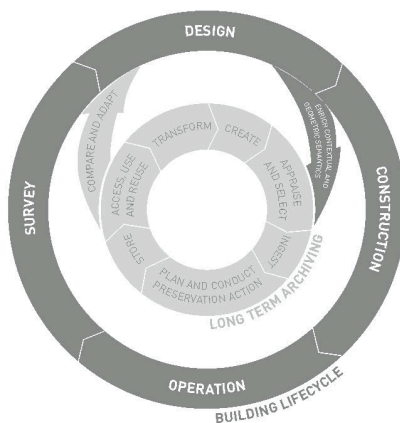 DESIGN
CONSTRUCTION
OPERATION
SURVEY
BUILDING LIFECYCLE
COMPARE AND ADAPT
ENRICH CONTEXTUAL AND
GEOMETRIC SEMANTICS
TRANSFORM
CREATE
APPRAISE
AND SELECT
INGEST
PLAN AND CONDUCT
PRESERVATION ACTION
STORE
ACCESS, USE
AND REUSE
LONG TERM ARCHIVING